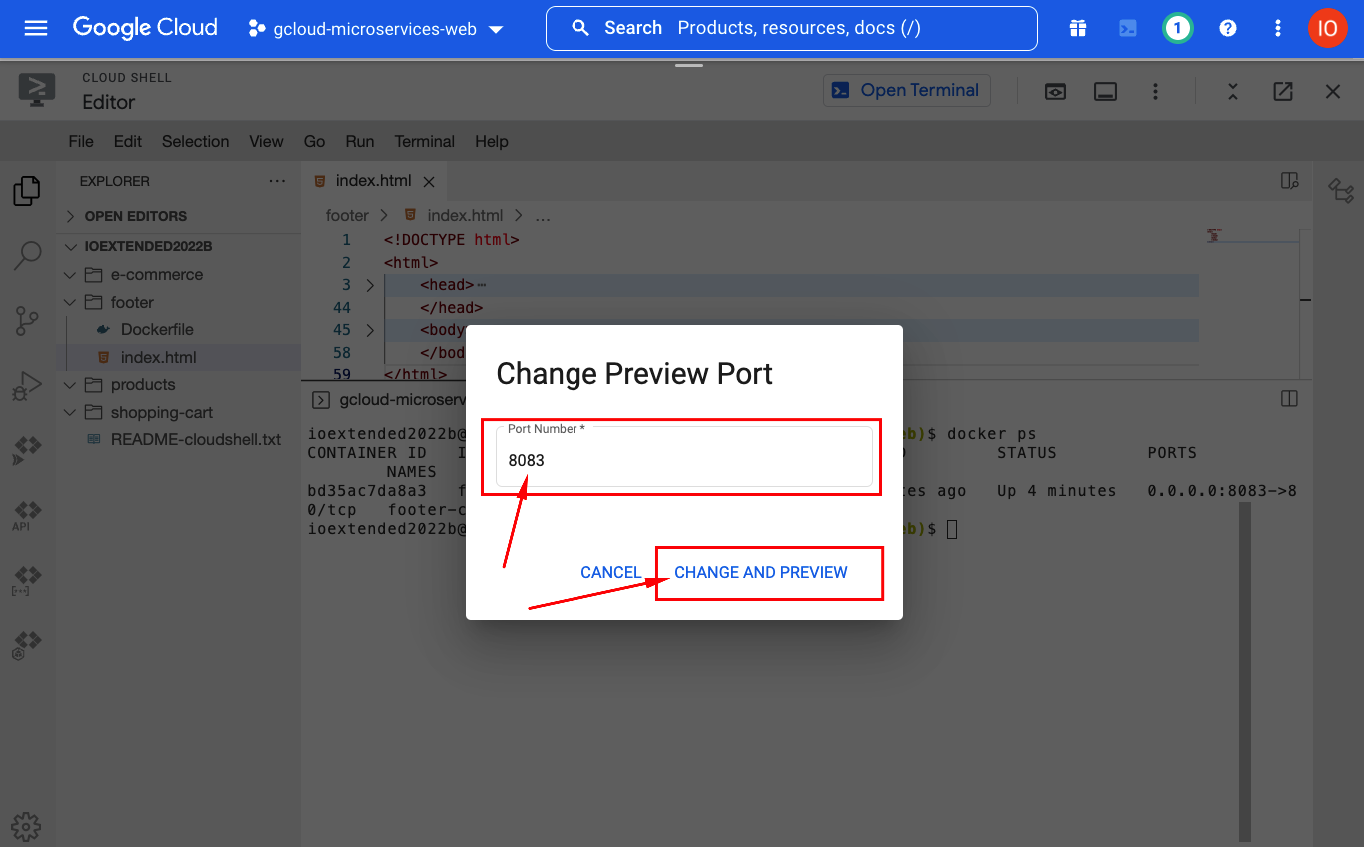 Google Cloud
gcloud-microservices-web
Search Products, resources, docs (/)
1
IO
CLOUD SHELL
Editor
Open Terminal
File Edit Selection View Go Run Terminal Help
EXPLORER
OPEN EDITORS
IOEXTENDED2022B
e-commerce
footer
Dockerfile
index.html
products
shopping-cart
README-cloudshell.txt
API
index.html
footer > index.html > ...
1 <!DOCTYPE html>
2 <html>
3 <head>…
44 </head>
45 <body
58 </bod
59 </html>
gcloud-microserv
ioextended2022b@ eb)$ docker ps
CONTAINER ID STATUS PORTS
NAMES
bd35ac7da8a3 f es ago Up 4 minutes 0.0.0.0:8083->8
0/tcp footer-c
ioextended2022b@ eb)$
Change Preview Port
Port Number *
8083
CANCEL CHANGE AND PREVIEW